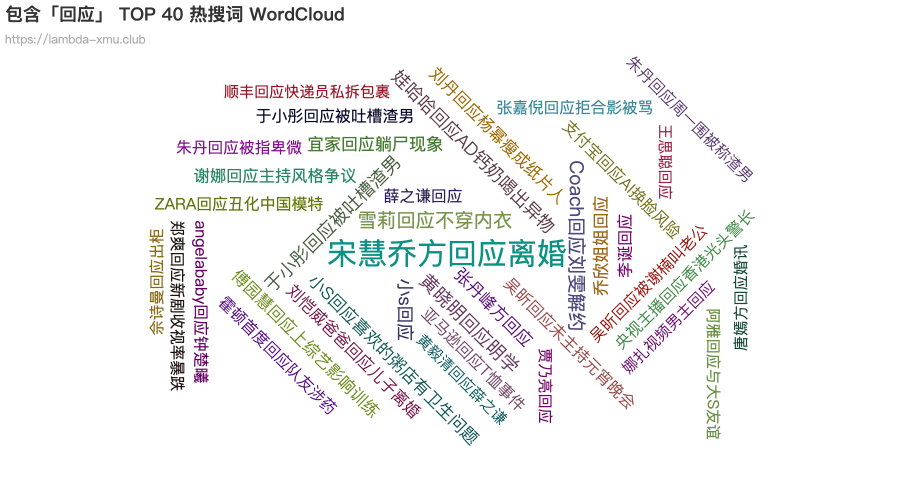 包含「回应」 TOP 40 热搜词 WordCloud
https://lambda-xmu.club
顺丰回应快递员私拆包裹
于小彤回应被吐槽渣男
朱丹回应被指卑微
宜家回应躺尸现象
谢娜回应主持风格争议
薛之谦回应
ZARA回应丑化中国模特
雪莉回应不穿内衣
宋慧乔方回应离婚
娃哈哈回应AD钙奶喝出异物
刘丹回应杨幂瘦成纸片人
张嘉倪回应拒合影被骂
朱丹回应周一围被称渣男
支付宝回应AI换脸风险
王思聪回应
Coach回应刘雯解约
乔欣姐姐回应
李诞回应
吴昕回应被谢楠叫老公
央视主播回应香港光头警长
娜扎视频男主回应
唐嫣方回应婚讯
阿雅回应与大S友谊
于小彤回应被吐槽渣男
佘诗曼回应出柜
郑爽回应新剧收视率暴跌
angelababy回应钟楚曦
傅园慧回应上综艺影响训练
霍顿首度回应队友涉药
刘恺威爸爸回应儿子离婚
小S回应喜欢的粥店有卫生问题
小s回应
黄晓明回应明学
亚马逊回应T恤事件
黄毅清回应薛之谦
张丹峰方回应
吴昕回应未主持元宵晚会
贾乃亮回应